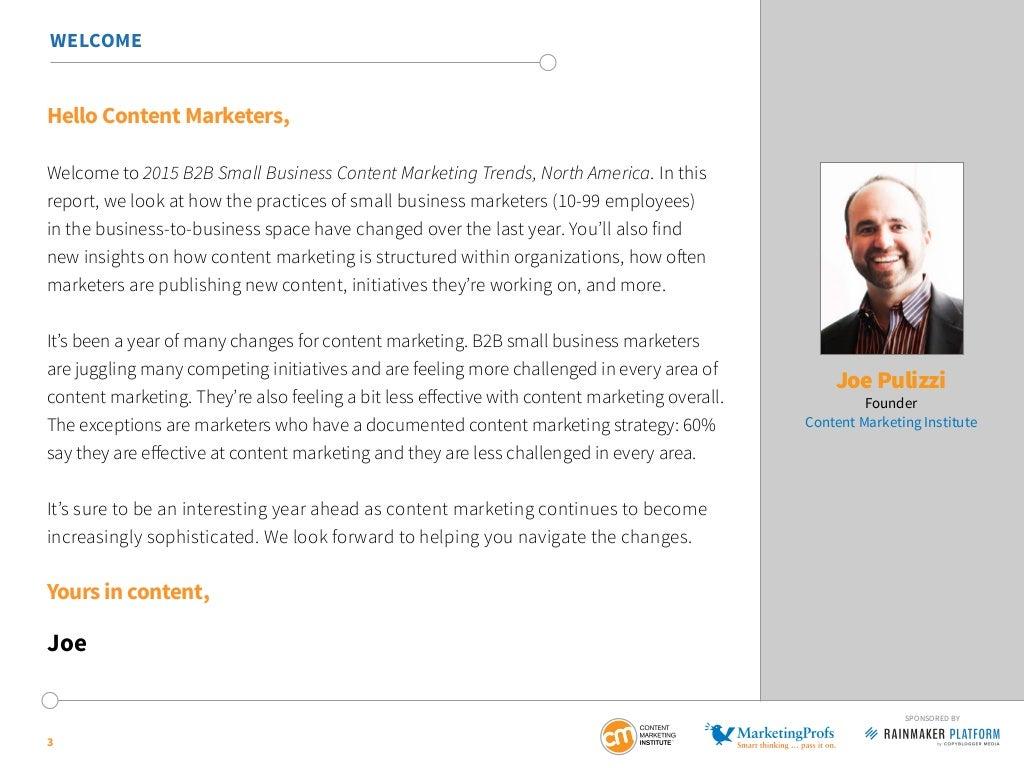 WELCOME
Hello Content Marketers,
Welcome to 2015 B2B Small Business Content Marketing Trends, North America. In this
report, we look at how the practices of small business marketers (10-99 employees)
in the business-to-business space have changed over the last year. You’ll also find
new insights on how content marketing is structured within organizations, how often
marketers are publishing new content, initiatives they’re working on, and more.
It’s been a year of many changes for content marketing. B2B small business marketers
are juggling many competing initiatives and are feeling more challenged in every area of
content marketing. They’re also feeling a bit less effective with content marketing overall.
The exceptions are marketers who have a documented content marketing strategy: 60%
say they are effective at content marketing and they are less challenged in every area.
It’s sure to be an interesting year ahead as content marketing continues to become
increasingly sophisticated. We look forward to helping you navigate the changes.
Yours in content,
Joe
Joe Pulizzi
Founder
Content Marketing Institute
3
cm
CONTENT
MARKETING
INSTITUTE
MarketingProfs
Smart thinking ... pass it on.
SPONSORED BY
RAINMAKER PLATFORM
by COPYBLOGGER MEDIA